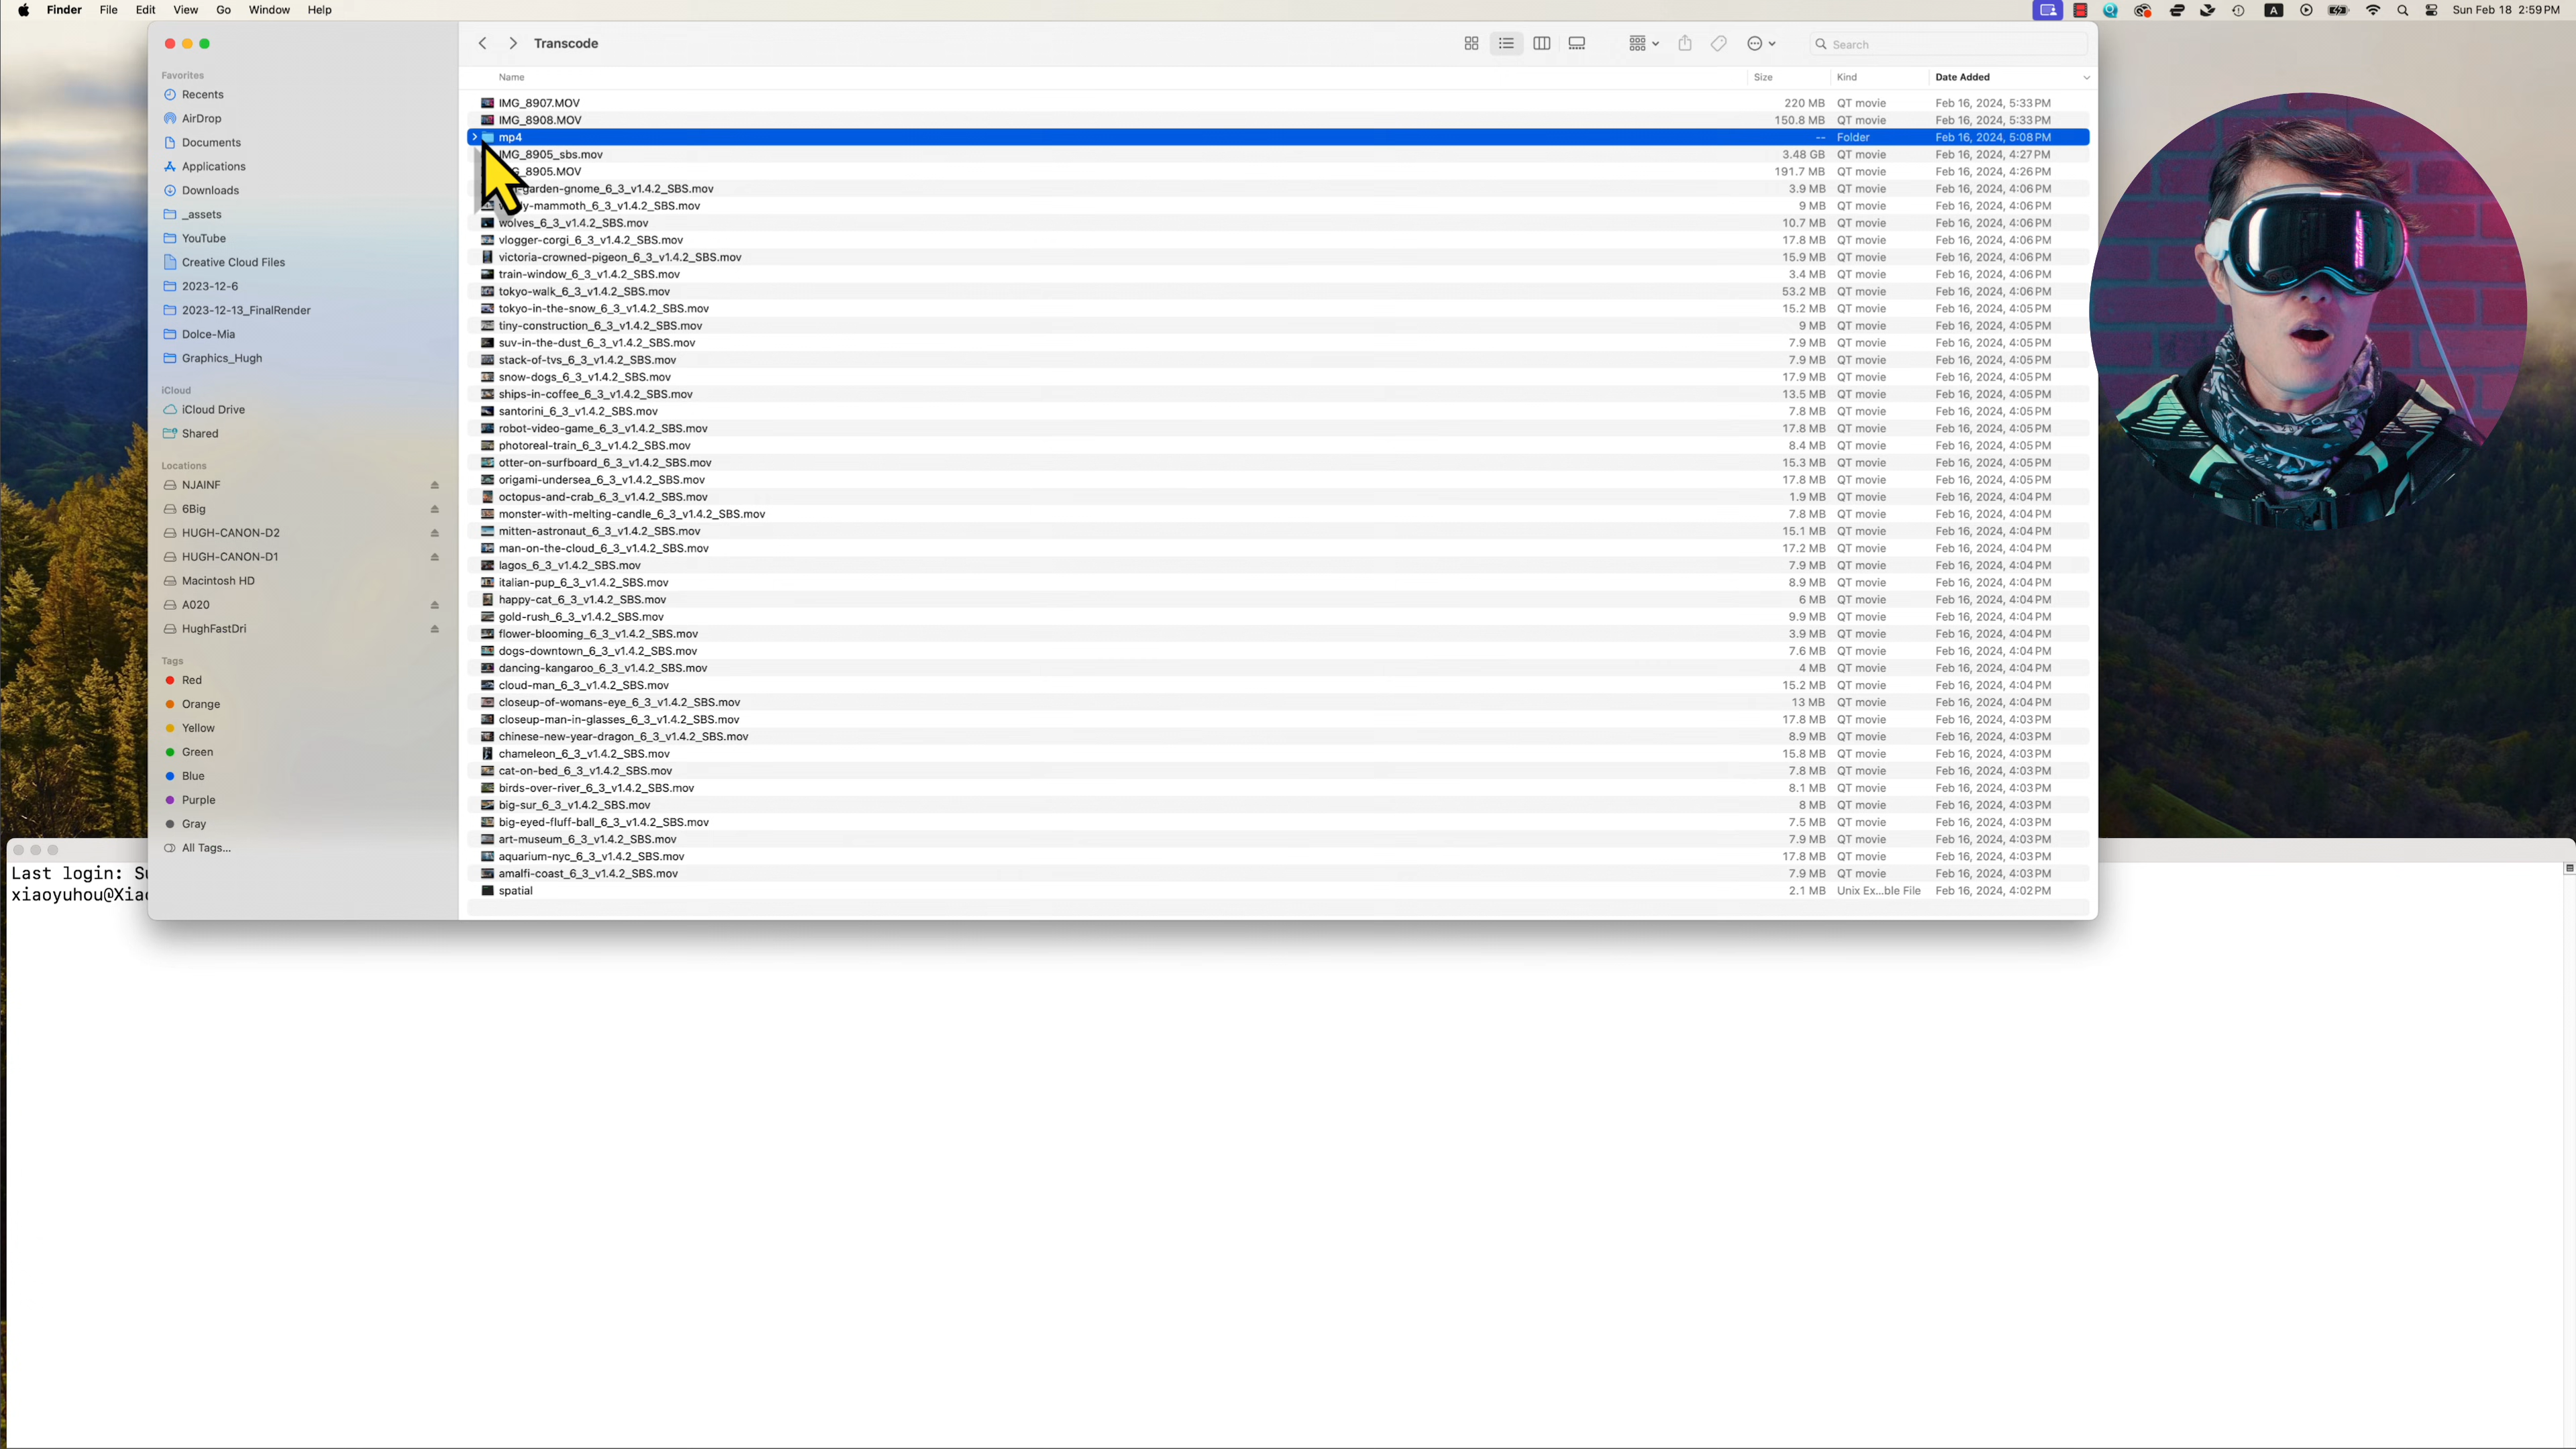 Finder File Edit View Go Window Help
A
Sun Feb 18 2:59 PM
Transcode
Search
Favorites
Recents
AirDrop
Documents
Applications
Downloads
_assets
YouTube
Creative Cloud Files
2023-12-6
2023-12-13_FinalRender
Dolce-Mia
Graphics_Hugh
iCloud
iCloud Drive
Shared
Locations
NJAINF
6Big
HUGH-CANON-D2
HUGH-CANON-D1
Macintosh HD
A020
HughFastDri
Tags
Red
Orange
Yellow
Green
Blue
Purple
Gray
All Tags...
Name Size Kind Date Added
IMG_8907.MOV 220 MB QT movie Feb 16, 2024, 5:33 PM
IMG_8908.MOV 150.8 MB QT movie Feb 16, 2024, 5:33 PM
mp4 -- Folder Feb 16, 2024, 5:08 PM
IMG_8905_sbs.mov 3.48 GB QT movie Feb 16, 2024, 4:27 PM
G_8905.MOV 191.7 MB QT movie Feb 16, 2024, 4:26 PM
garden-gnome_6_3_v1.4.2_SBS.mov 3.9 MB QT movie Feb 16, 2024, 4:06 PM
y-mammoth_6_3_v1.4.2_SBS.mov 9 MB QT movie Feb 16, 2024, 4:06 PM
wolves_6_3_v1.4.2_SBS.mov 10.7 MB QT movie Feb 16, 2024, 4:06 PM
vlogger-corgi_6_3_v1.4.2_SBS.mov 17.8 MB QT movie Feb 16, 2024, 4:06 PM
victoria-crowned-pigeon_6_3_v1.4.2_SBS.mov 15.9 MB QT movie Feb 16, 2024, 4:06 PM
train-window_6_3_v1.4.2_SBS.mov 3.4 MB QT movie Feb 16, 2024, 4:06 PM
tokyo-walk_6_3_v1.4.2_SBS.mov 53.2 MB QT movie Feb 16, 2024, 4:06 PM
tokyo-in-the-snow_6_3_v1.4.2_SBS.mov 15.2 MB QT movie Feb 16, 2024, 4:06 PM
tiny-construction_6_3_v1.4.2_SBS.mov 9 MB QT movie Feb 16, 2024, 4:05 PM
suv-in-the-dust_6_3_v1.4.2_SBS.mov 7.9 MB QT movie Feb 16, 2024, 4:05 PM
stack-of-tvs_6_3_v1.4.2_SBS.mov 7.9 MB QT movie Feb 16, 2024, 4:05 PM
snow-dogs_6_3_v1.4.2_SBS.mov 17.9 MB QT movie Feb 16, 2024, 4:05 PM
ships-in-coffee_6_3_v1.4.2_SBS.mov 13.5 MB QT movie Feb 16, 2024, 4:05 PM
santorini_6_3_v1.4.2_SBS.mov 7.8 MB QT movie Feb 16, 2024, 4:05 PM
robot-video-game_6_3_v1.4.2_SBS.mov 17.8 MB QT movie Feb 16, 2024, 4:05 PM
photoreal-train_6_3_v1.4.2_SBS.mov 8.4 MB QT movie Feb 16, 2024, 4:05 PM
otter-on-surfboard_6_3_v1.4.2_SBS.mov 15.3 MB QT movie Feb 16, 2024, 4:05 PM
origami-undersea_6_3_v1.4.2_SBS.mov 17.8 MB QT movie Feb 16, 2024, 4:05 PM
octopus-and-crab_6_3_v1.4.2_SBS.mov 1.9 MB QT movie Feb 16, 2024, 4:04 PM
monster-with-melting-candle_6_3_v1.4.2_SBS.mov 7.8 MB QT movie Feb 16, 2024, 4:04 PM
mitten-astronaut_6_3_v1.4.2_SBS.mov 15.1 MB QT movie Feb 16, 2024, 4:04 PM
man-on-the-cloud_6_3_v1.4.2_SBS.mov 17.2 MB QT movie Feb 16, 2024, 4:04 PM
lagos_6_3_v1.4.2_SBS.mov 7.9 MB QT movie Feb 16, 2024, 4:04 PM
italian-pup_6_3_v1.4.2_SBS.mov 8.9 MB QT movie Feb 16, 2024, 4:04 PM
happy-cat_6_3_v1.4.2_SBS.mov 6 MB QT movie Feb 16, 2024, 4:04 PM
gold-rush_6_3_v1.4.2_SBS.mov 9.9 MB QT movie Feb 16, 2024, 4:04 PM
flower-blooming_6_3_v1.4.2_SBS.mov 3.9 MB QT movie Feb 16, 2024, 4:04 PM
dogs-downtown_6_3_v1.4.2_SBS.mov 7.6 MB QT movie Feb 16, 2024, 4:04 PM
dancing-kangaroo_6_3_v1.4.2_SBS.mov 4 MB QT movie Feb 16, 2024, 4:04 PM
cloud-man_6_3_v1.4.2_SBS.mov 15.2 MB QT movie Feb 16, 2024, 4:04 PM
closeup-of-womans-eye_6_3_v1.4.2_SBS.mov 13 MB QT movie Feb 16, 2024, 4:04 PM
closeup-man-in-glasses_6_3_v1.4.2_SBS.mov 17.8 MB QT movie Feb 16, 2024, 4:03 PM
chinese-new-year-dragon_6_3_v1.4.2_SBS.mov 8.9 MB QT movie Feb 16, 2024, 4:03 PM
chameleon_6_3_v1.4.2_SBS.mov 15.8 MB QT movie Feb 16, 2024, 4:03 PM
cat-on-bed_6_3_v1.4.2_SBS.mov 7.8 MB QT movie Feb 16, 2024, 4:03 PM
birds-over-river_6_3_v1.4.2_SBS.mov 8.1 MB QT movie Feb 16, 2024, 4:03 PM
big-sur_6_3_v1.4.2_SBS.mov 8 MB QT movie Feb 16, 2024, 4:03 PM
big-eyed-fluff-ball_6_3_v1.4.2_SBS.mov 7.5 MB QT movie Feb 16, 2024, 4:03 PM
art-museum_6_3_v1.4.2_SBS.mov 7.9 MB QT movie Feb 16, 2024, 4:03 PM
aquarium-nyc_6_3_v1.4.2_SBS.mov 17.8 MB QT movie Feb 16, 2024, 4:03 PM
amalfi-coast_6_3_v1.4.2_SBS.mov 7.9 MB QT movie Feb 16, 2024, 4:03 PM
spatial 2.1 MB Unix Ex...ble File Feb 16, 2024, 4:02 PM
Last login: Su
xiaoyuhou@Xiao